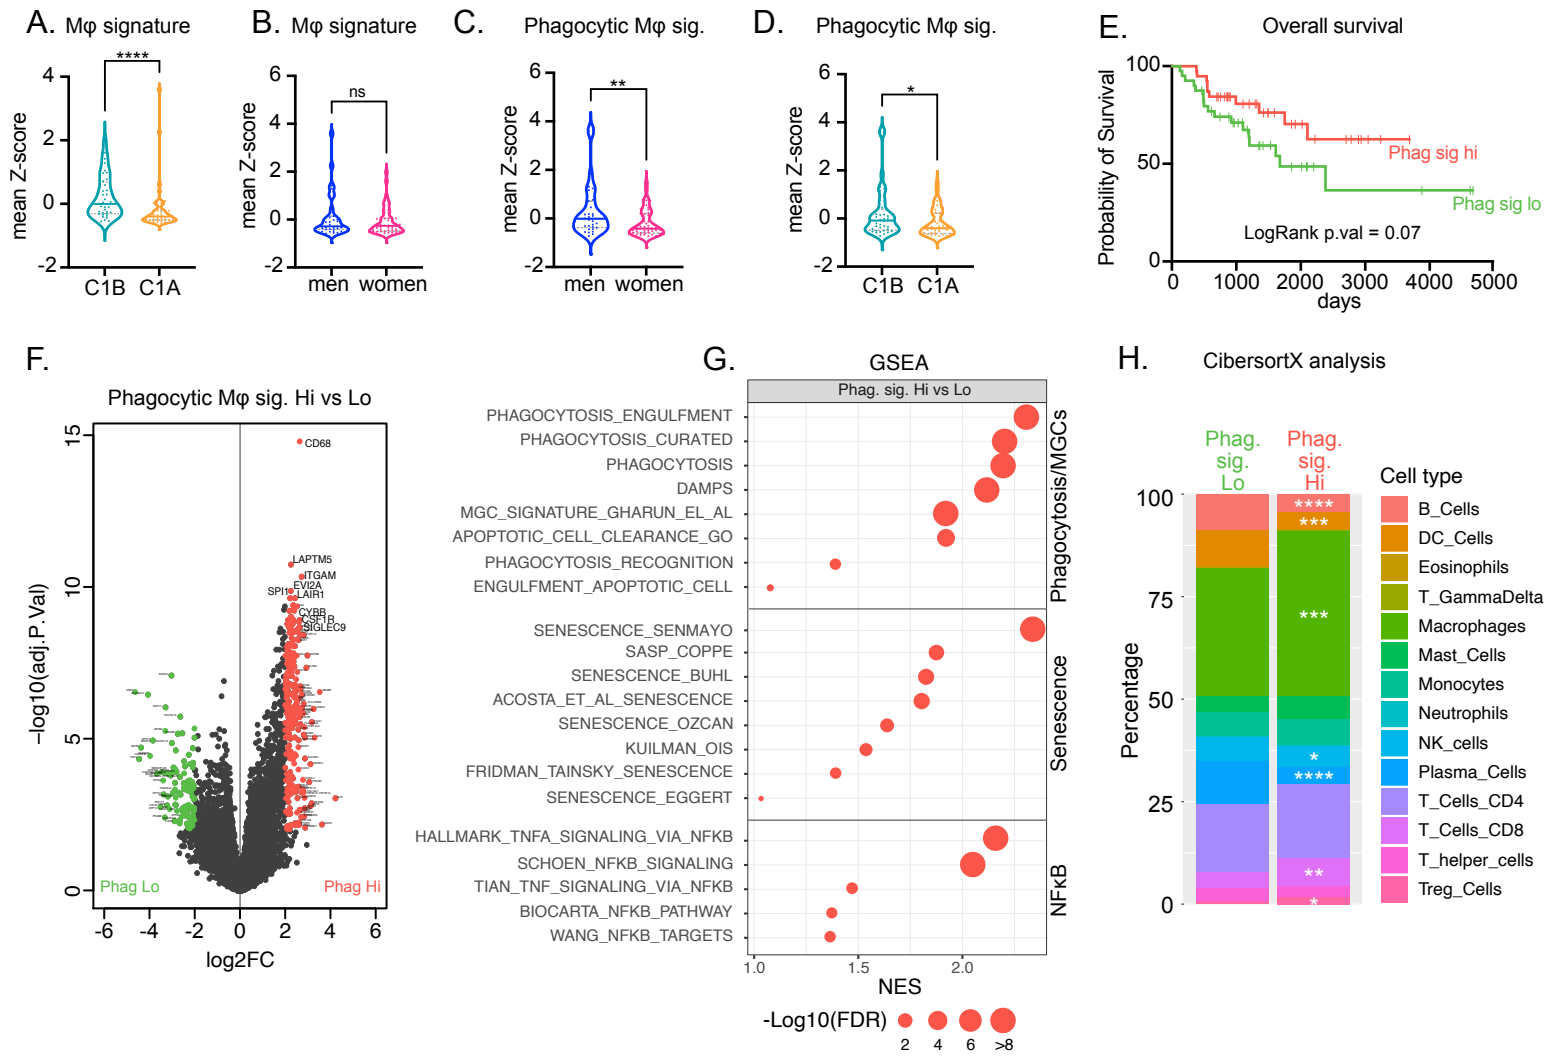 A. Mφ signature
mean Z-score
4
2
0
-2
****
C1B C1A
B. Mφ signature
mean Z-score
6
4
2
0
-2
ns
men women
C. Phagocytic Mφ sig.
mean Z-score
6
4
2
0
-2
**
men women
D. Phagocytic Mφ sig.
mean Z-score
6
4
2
0
-2
*
C1B C1A
E. Overall survival
Probability of Survival
100
50
0
Phag sig hi
Phag sig lo
LogRank p.val = 0.07
0 1000 2000 3000 4000 5000
days
F.
Phagocytic Mφ sig. Hi vs Lo
−log10(adj.P.Val)
15
10
5
0
CD68
LAPTM5
ITGAM
EVI2A
SPI1
LAIR1
CYBB
CSF1R
SIGLEC9
Phag Lo
Phag Hi
-6 -4 -2 0 2 4 6
log2FC
G. GSEA
Phag. sig. Hi vs Lo
PHAGOCYTOSIS_ENGULFMENT
PHAGOCYTOSIS_CURATED
PHAGOCYTOSIS
DAMPS
MGC_SIGNATURE_GHARUN_EL_AL
APOPTOTIC_CELL_CLEARANCE_GO
PHAGOCYTOSIS_RECOGNITION
ENGULFMENT_APOPTOTIC_CELL
Phagocytosis/MGCs
SENESCENCE_SENMAYO
SASP_COPPE
SENESCENCE_BUHL
ACOSTA_ET_AL_SENESCENCE
SENESCENCE_OZCAN
KUILMAN_OIS
FRIDMAN_TAINSKY_SENESCENCE
SENESCENCE_EGGERT
Senescence
HALLMARK_TNFA_SIGNALING_VIA_NFKB
SCHOEN_NFKB_SIGNALING
TIAN_TNF_SIGNALING_VIA_NFKB
BIOCARTA_NFKB_PATHWAY
WANG_NFKB_TARGETS
NFκB
1.0 1.5 2.0
NES
-Log10(FDR)
2 4 6 >8
H. CibersortX analysis
Phag. sig. Lo
Phag. sig. Hi
Percentage
100
75
50
25
0
****
***
***
*
****
**
*
Cell type
B_Cells
DC_Cells
Eosinophils
T_GammaDelta
Macrophages
Mast_Cells
Monocytes
Neutrophils
NK_cells
Plasma_Cells
T_Cells_CD4
T_Cells_CD8
T_helper_cells
Treg_Cells